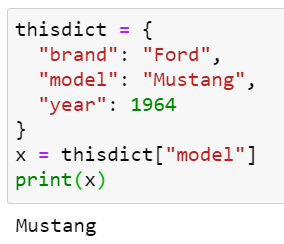 thisdict = {
  "brand": "Ford",
  "model": "Mustang",
  "year": 1964
}
x = thisdict["model"]
print(x)
Mustang